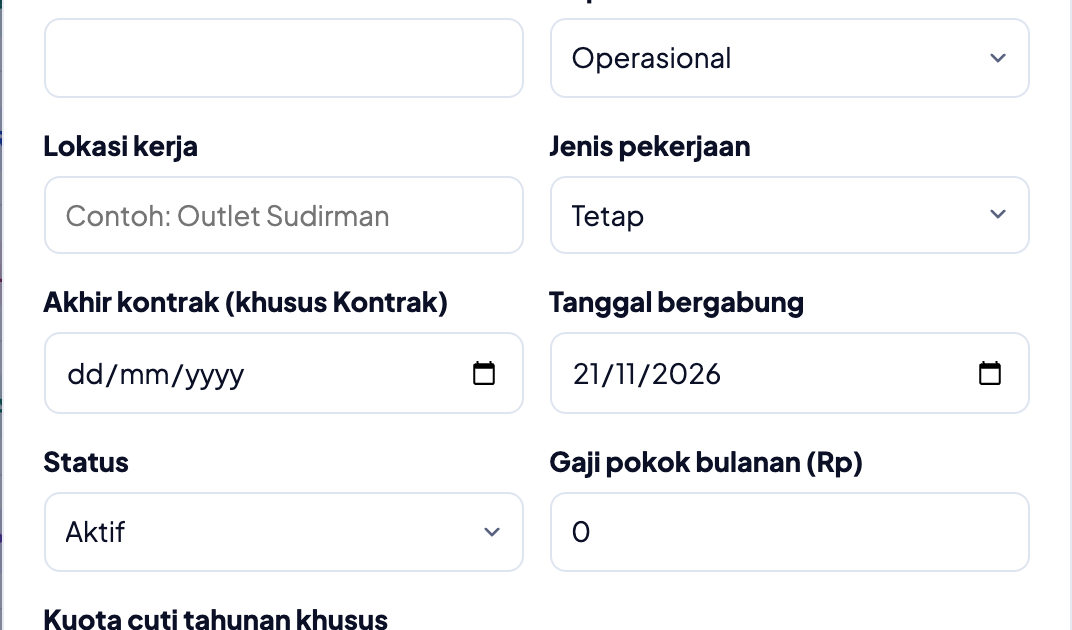 Operasional
Lokasi kerja
Jenis pekerjaan
Contoh: Outlet Sudirman
Tetap
Akhir kontrak (khusus Kontrak)
Tanggal bergabung
dd/mm/yyyy
21/11/2026
Status
Gaji pokok bulanan (Rp)
Aktif
0
Kuota cuti tahunan khusus